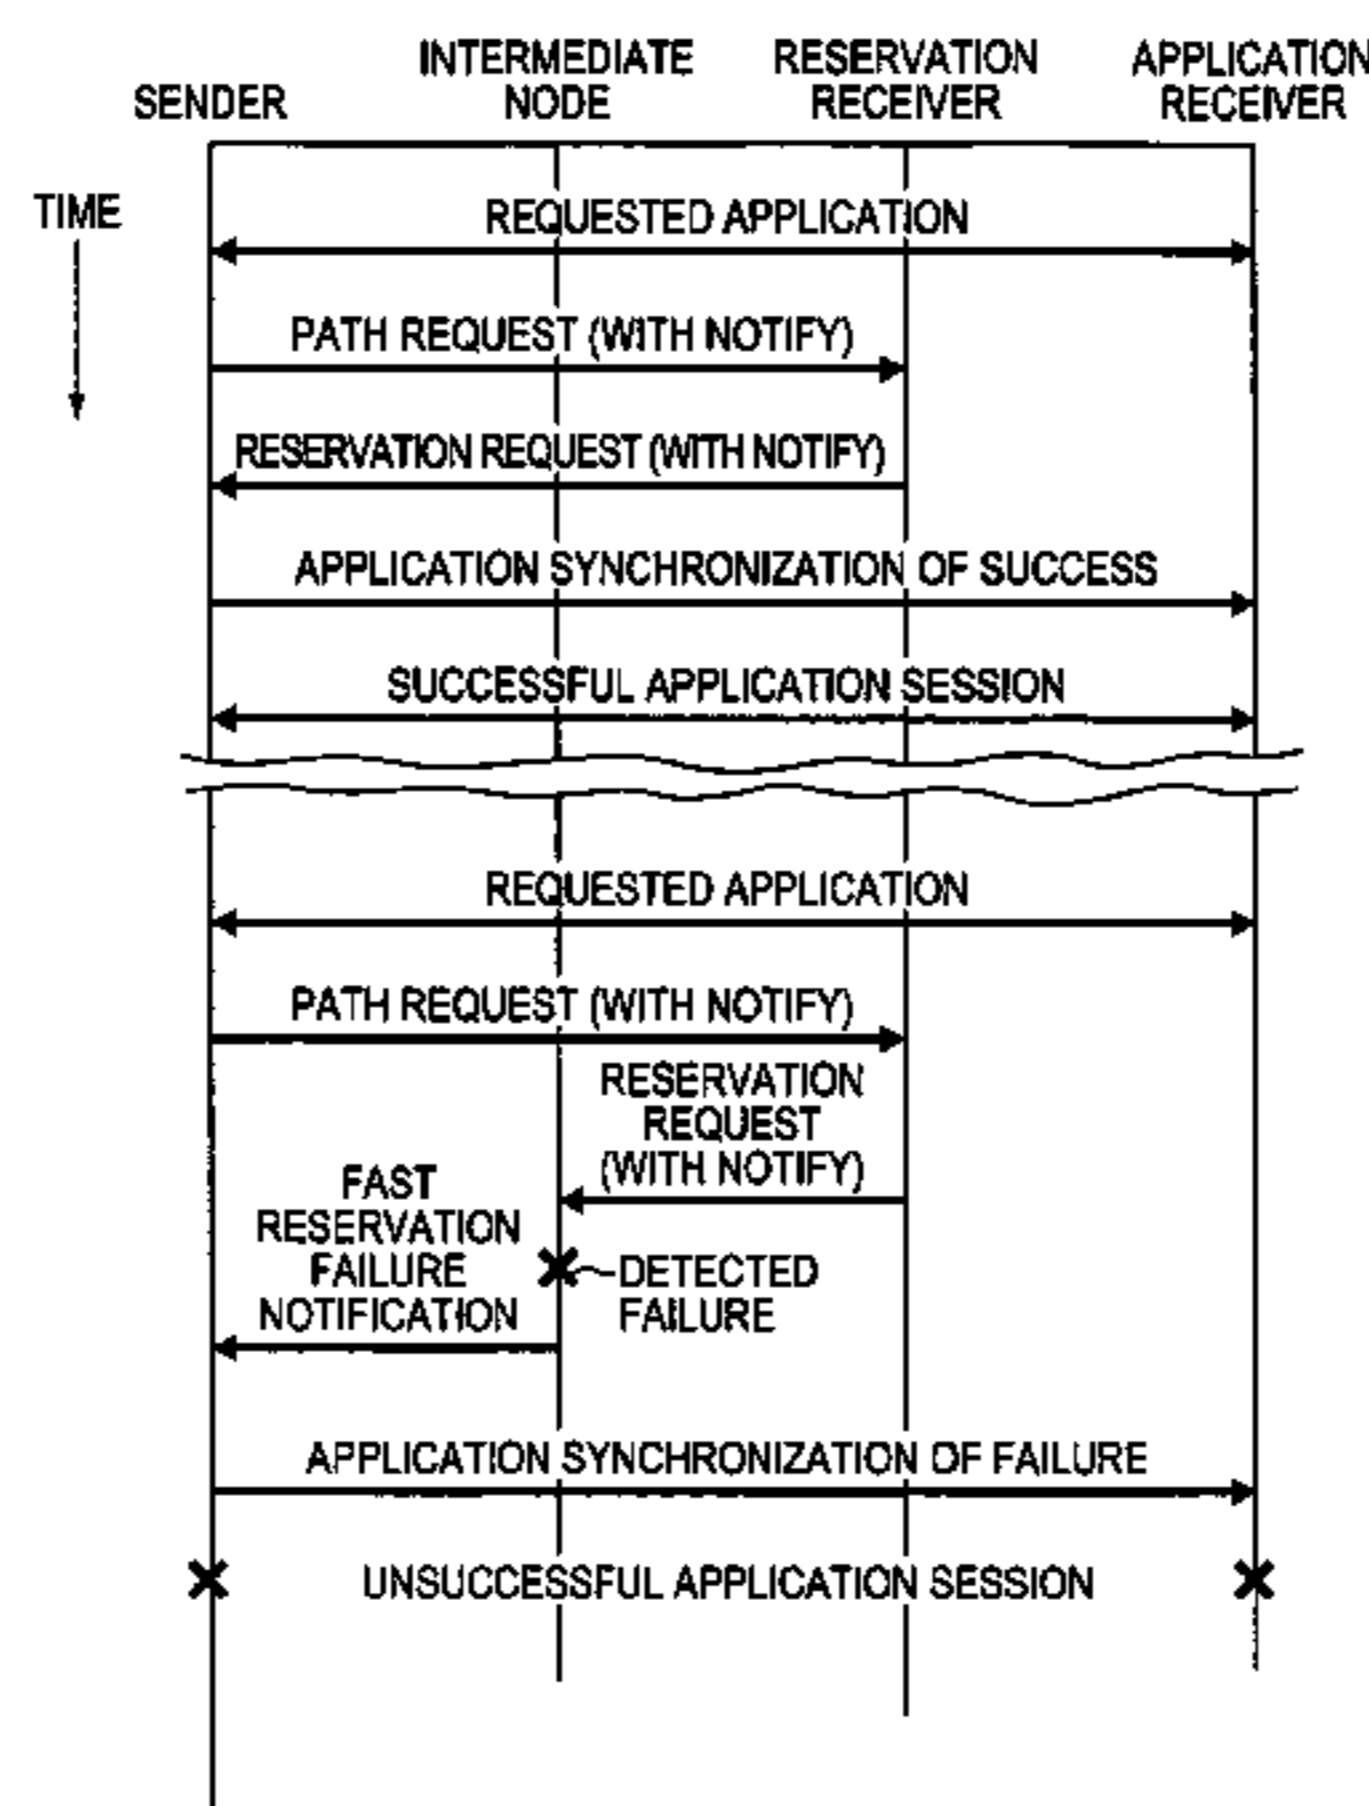 SENDER
INTERMEDIATE
NODE
RESERVATION
RECEIVER
APPLICATION
RECEIVER
TIME
REQUESTED APPLICATION
PATH REQUEST (WITH NOTIFY)
RESERVATION REQUEST (WITH NOTIFY)
APPLICATION SYNCHRONIZATION OF SUCCESS
SUCCESSFUL APPLICATION SESSION
REQUESTED APPLICATION
PATH REQUEST (WITH NOTIFY)
RESERVATION
REQUEST
(WITH NOTIFY)
FAST
RESERVATION
FAILURE
NOTIFICATION
DETECTED
FAILURE
APPLICATION SYNCHRONIZATION OF FAILURE
UNSUCCESSFUL APPLICATION SESSION